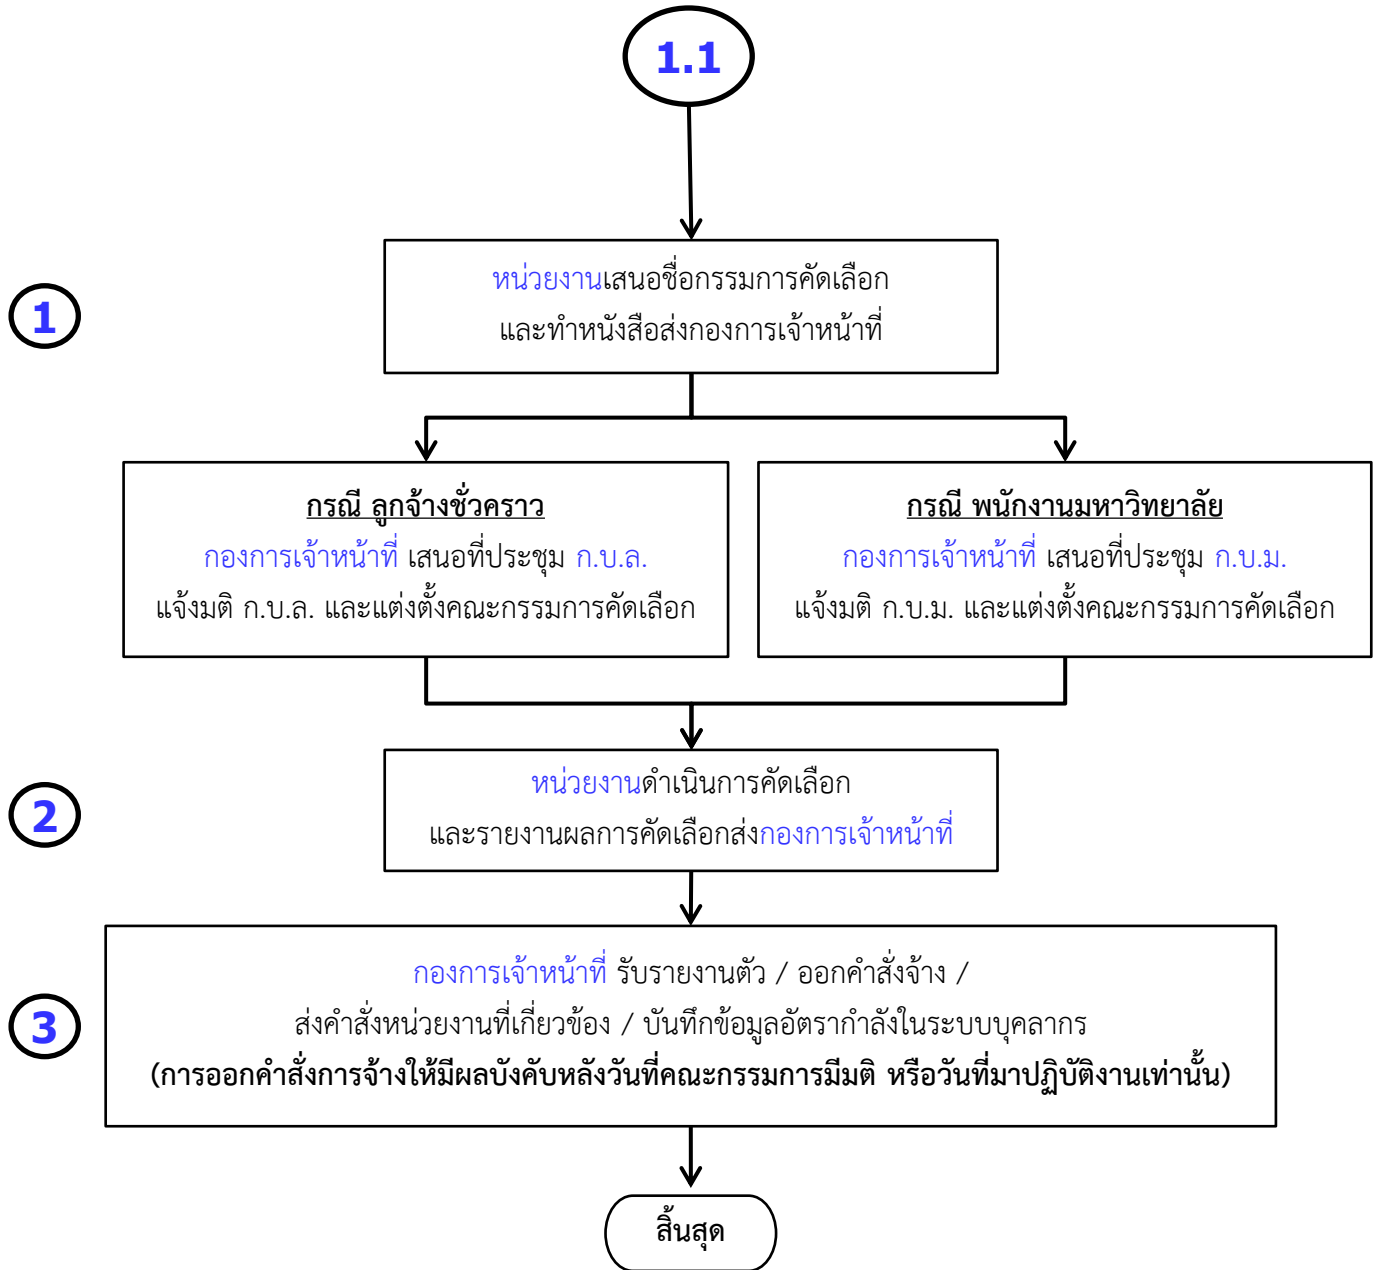 1.1
1
หน่วยงานเสนอชื่อกรรมการคัดเลือก
และทำหนังสือส่งกองการเจ้าหน้าที่
กรณี ลูกจ้างชั่วคราว
กองการเจ้าหน้าที่ เสนอที่ประชุม ก.บ.ล.
แจ้งมติ ก.บ.ล. และแต่งตั้งคณะกรรมการคัดเลือก
กรณี พนักงานมหาวิทยาลัย
กองการเจ้าหน้าที่ เสนอที่ประชุม ก.บ.ม.
แจ้งมติ ก.บ.ม. และแต่งตั้งคณะกรรมการคัดเลือก
2
หน่วยงานดำเนินการคัดเลือก
และรายงานผลการคัดเลือกส่งกองการเจ้าหน้าที่
3
กองการเจ้าหน้าที่ รับรายงานตัว / ออกคำสั่งจ้าง /
ส่งคำสั่งหน่วยงานที่เกี่ยวข้อง / บันทึกข้อมูลอัตรากำลังในระบบบุคลากร
(การออกคำสั่งการจ้างให้มีผลบังคับหลังวันที่คณะกรรมการมีมติ หรือวันที่มาปฏิบัติงานเท่านั้น)
สิ้นสุด